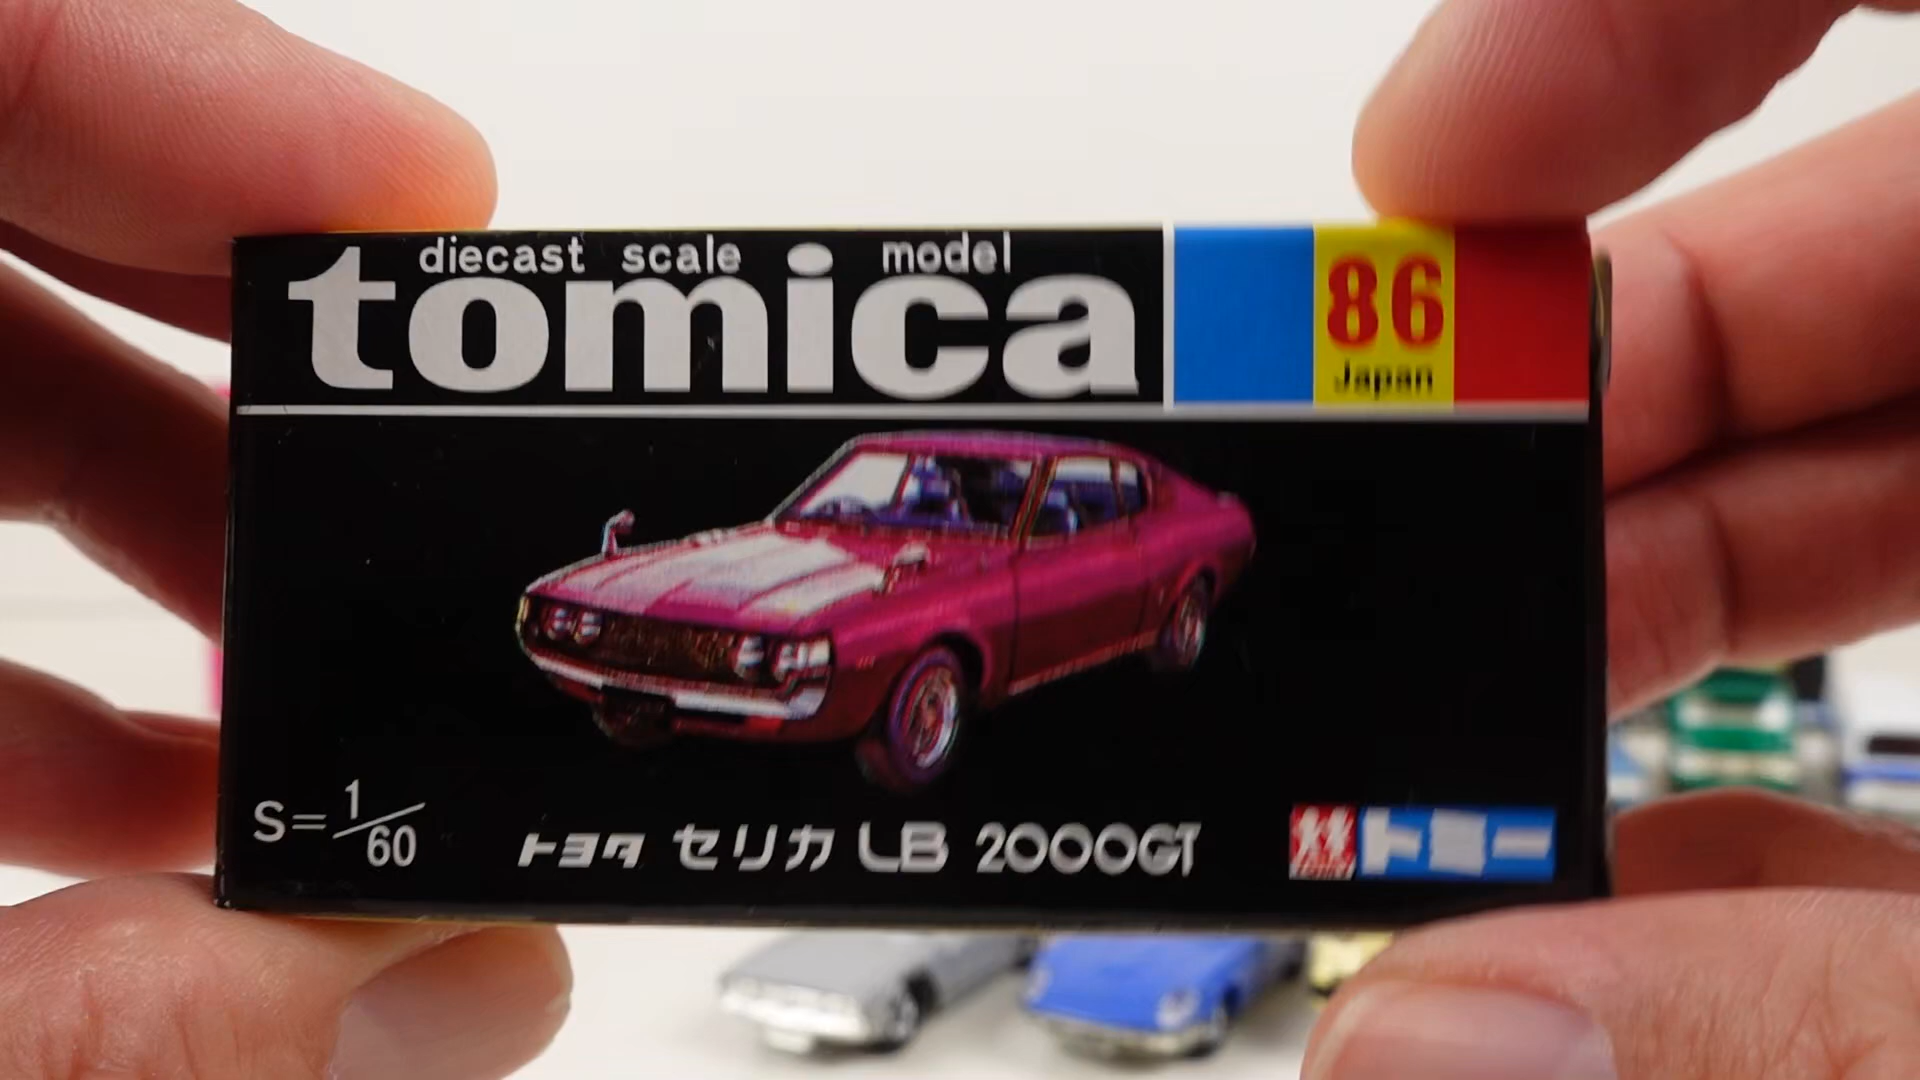 diecast scale model
tomica
86
Japan
S=1/60
トヨタ セリカ LB 2000GT
トミー